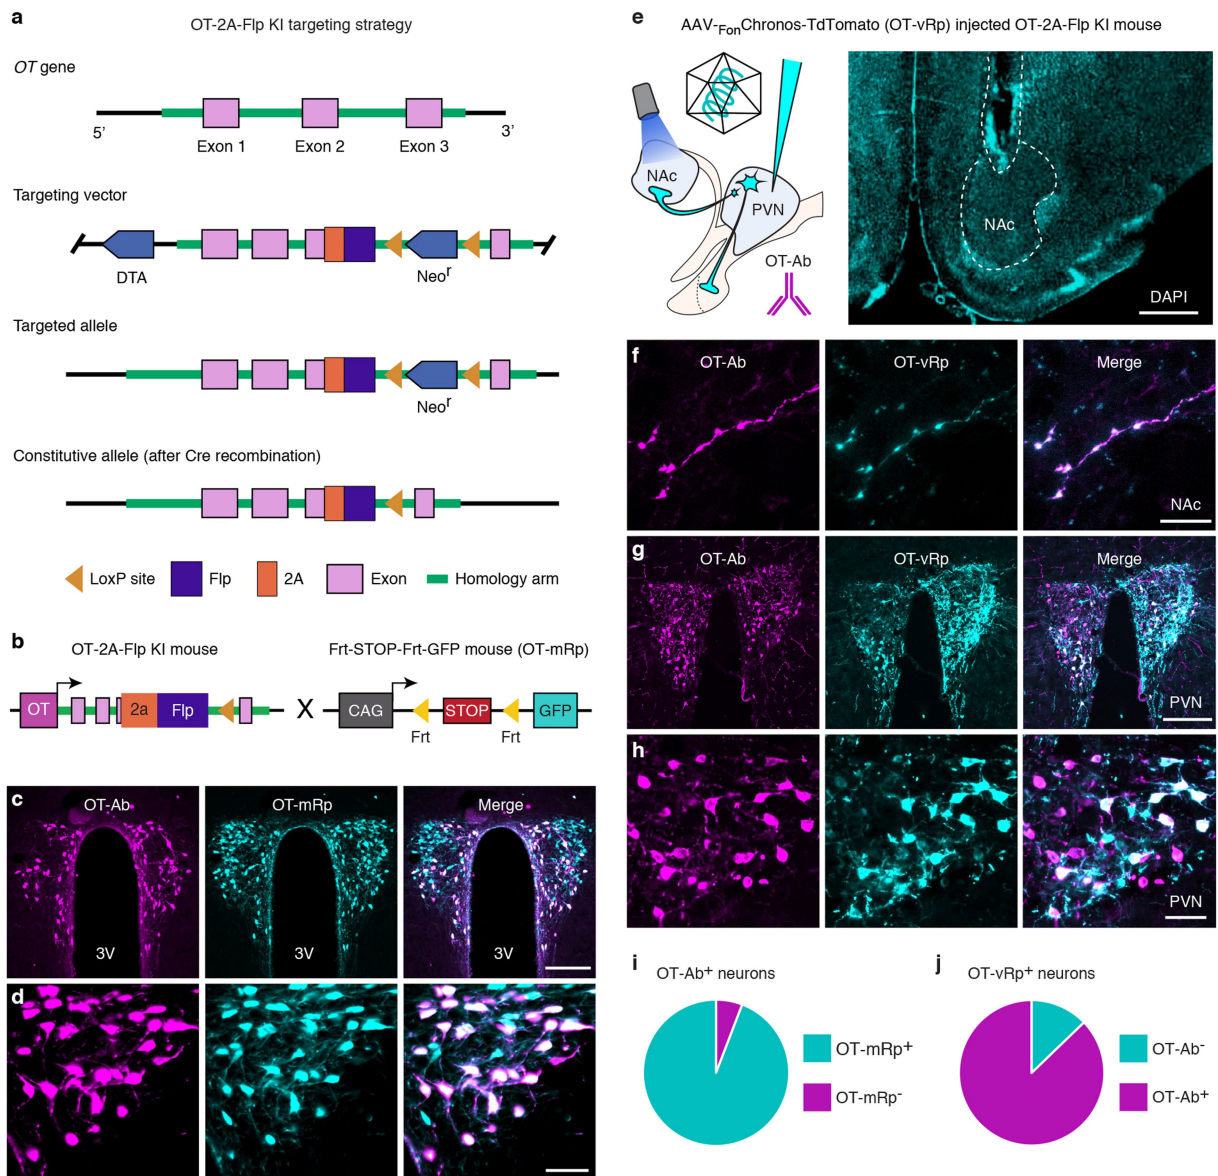 a
OT-2A-Flp KI targeting strategy
OT gene
5’
3’
Exon 1
Exon 2
Exon 3
Targeting vector
DTA
Neoʳ
Targeted allele
Neoʳ
Constitutive allele (after Cre recombination)
LoxP site
Flp
2A
Exon
Homology arm
b
OT-2A-Flp KI mouse
Frt-STOP-Frt-GFP mouse (OT-mRp)
OT
2a
Flp
X
CAG
STOP
GFP
Frt
Frt
c
OT-Ab
OT-mRp
Merge
3V
3V
3V
d
e
AAV-FonChronos-TdTomato (OT-vRp) injected OT-2A-Flp KI mouse
NAc
PVN
OT-Ab
NAc
DAPI
f
OT-Ab
OT-vRp
Merge
NAc
g
OT-Ab
OT-vRp
Merge
PVN
h
PVN
i
OT-Ab⁺ neurons
OT-mRp⁺
OT-mRp⁻
j
OT-vRp⁺ neurons
OT-Ab⁻
OT-Ab⁺